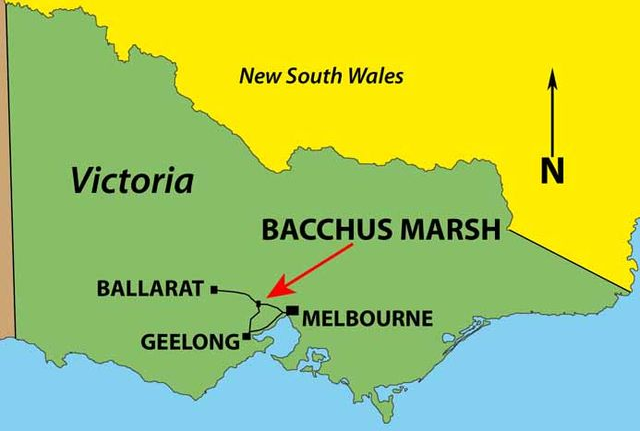 New South Wales
N
Victoria
BACCHUS MARSH
BALLARAT
MELBOURNE
GEELONG